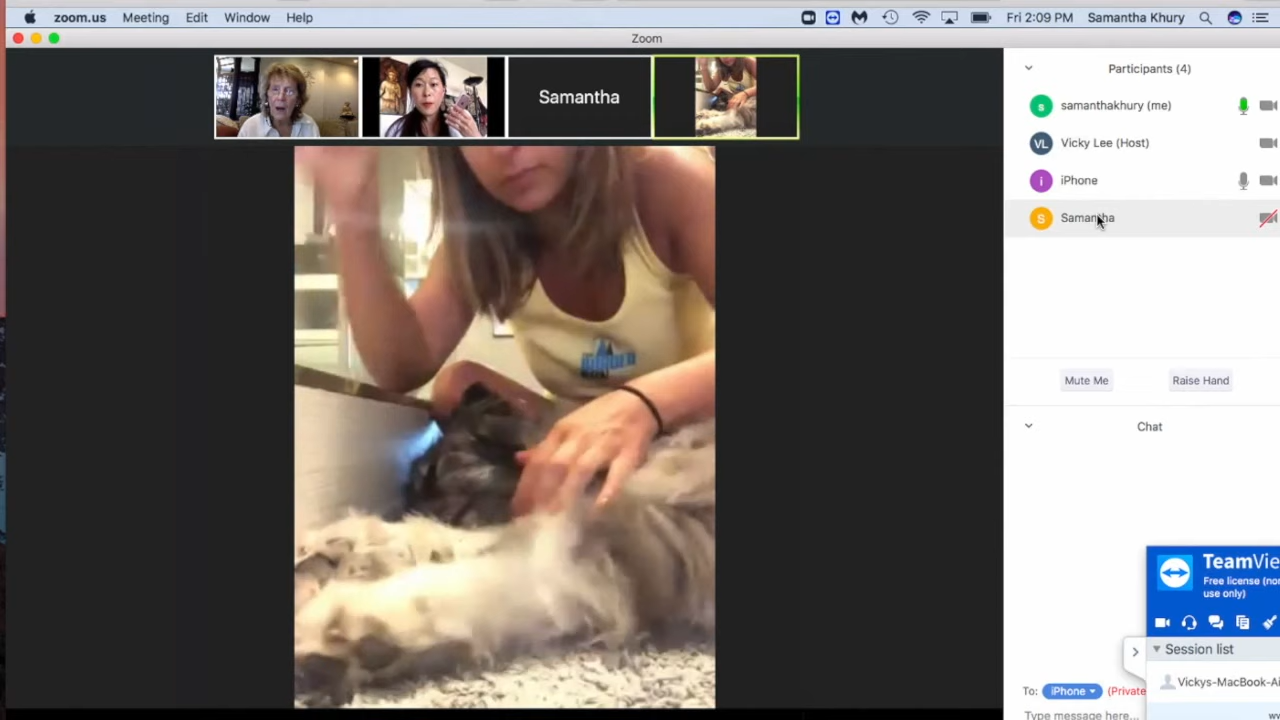 zoom.us Meeting Edit Window Help Fri 2:09 PM Samantha Khury
Zoom
Samantha
Participants (4)
s samanthakhury (me)
VL Vicky Lee (Host)
i iPhone
S Samantha
Mute Me Raise Hand
Chat
TeamVie
Free license (non
use only)
Session list
Vickys-MacBook-Ai
To: iPhone (Private
Type message here...